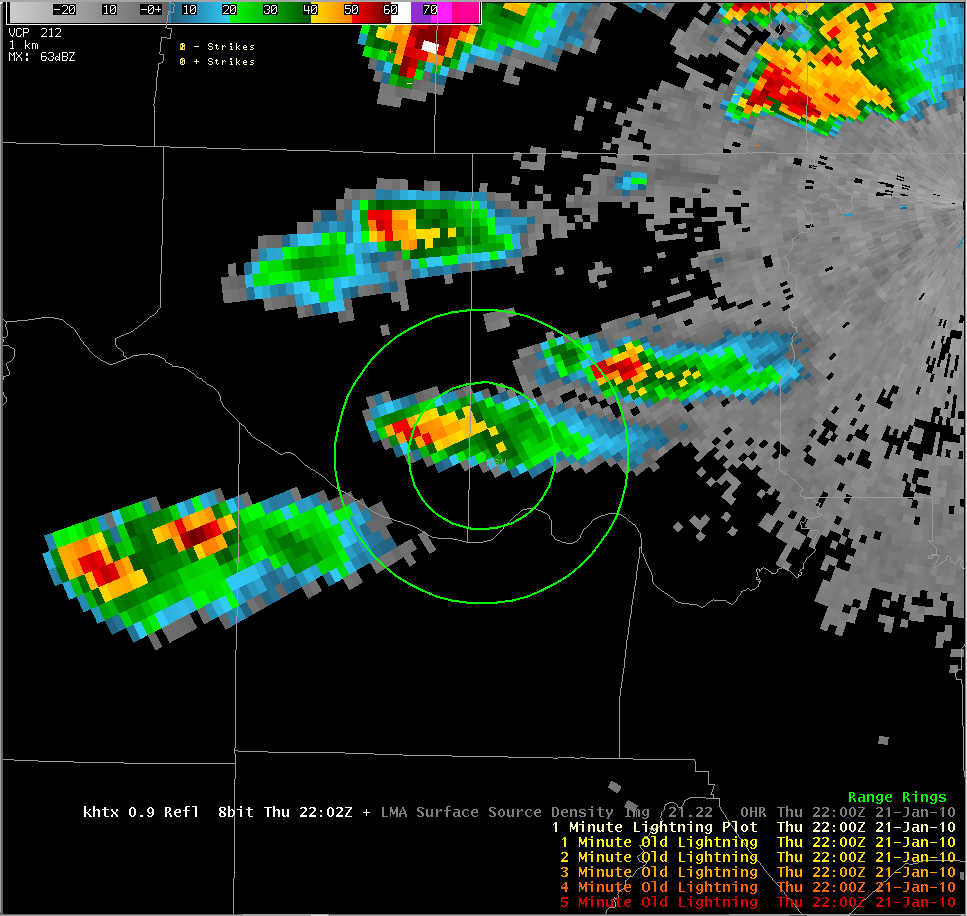 -20 10 -0+ 10 20 30 40 50 60 70
VCP 212
1 km
MX: 63dBZ
0 - Strikes
0 + Strikes
Range Rings
khtx 0.9 Refl 8bit Thu 22:02Z + LMA Surface Source Density Img 21.22 0HR Thu 22:00Z 21-Jan-10
1 Minute Lightning Plot Thu 22:00Z 21-Jan-10
1 Minute Old Lightning Thu 22:00Z 21-Jan-10
2 Minute Old Lightning Thu 22:00Z 21-Jan-10
3 Minute Old Lightning Thu 22:00Z 21-Jan-10
4 Minute Old Lightning Thu 22:00Z 21-Jan-10
5 Minute Old Lightning Thu 22:00Z 21-Jan-10